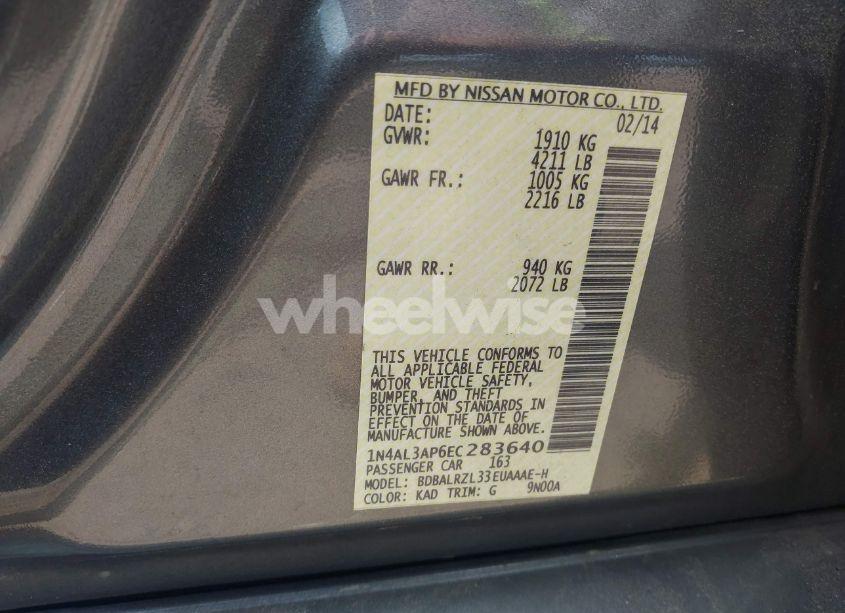 MFD BY NISSAN MOTOR CO., LTD.
DATE: 02/14
GVWR: 1910 KG
4211 LB
GAWR FR.: 1005 KG
2216 LB
GAWR RR.: 940 KG
2072 LB
wheelwise
THIS VEHICLE CONFORMS TO
ALL APPLICABLE FEDERAL
MOTOR VEHICLE SAFETY,
BUMPER, AND THEFT
PREVENTION STANDARDS IN
EFFECT ON THE DATE OF
MANUFACTURE SHOWN ABOVE.
1N4AL3AP6EC283640
PASSENGER CAR 163
MODEL: BDBALRZL33EUAAAE-H
COLOR: KAD TRIM: G 9N00A